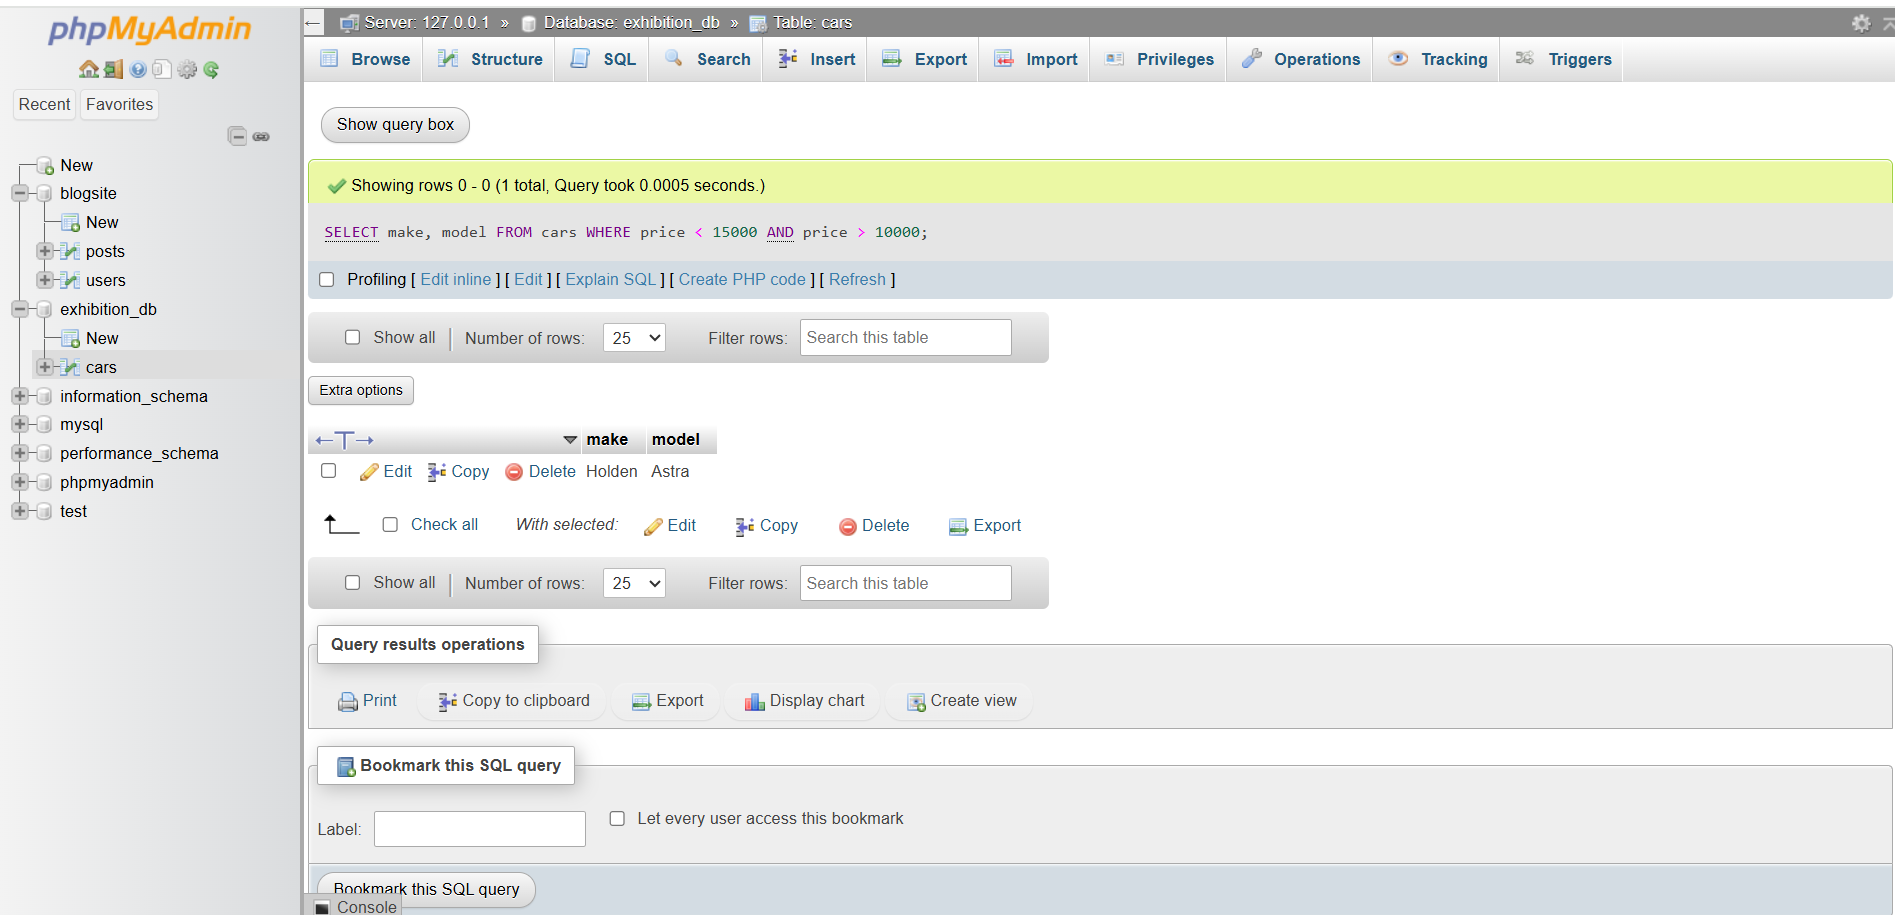 phpMyAdmin
Recent Favorites
New
blogsite
New
posts
users
exhibition_db
New
cars
information_schema
mysql
performance_schema
phpmyadmin
test
Server: 127.0.0.1 » Database: exhibition_db » Table: cars
Browse Structure SQL Search Insert Export Import Privileges Operations Tracking Triggers
Show query box
Showing rows 0 - 0 (1 total, Query took 0.0005 seconds.)
SELECT make, model FROM cars WHERE price < 15000 AND price > 10000;
Profiling [ Edit inline ] [ Edit ] [ Explain SQL ] [ Create PHP code ] [ Refresh ]
Show all Number of rows: 25 Filter rows: Search this table
Extra options
←T→ make model
Edit Copy Delete Holden Astra
Check all With selected: Edit Copy Delete Export
Show all Number of rows: 25 Filter rows: Search this table
Query results operations
Print Copy to clipboard Export Display chart Create view
Bookmark this SQL query
Label: Let every user access this bookmark
Bookmark this SQL query
Console